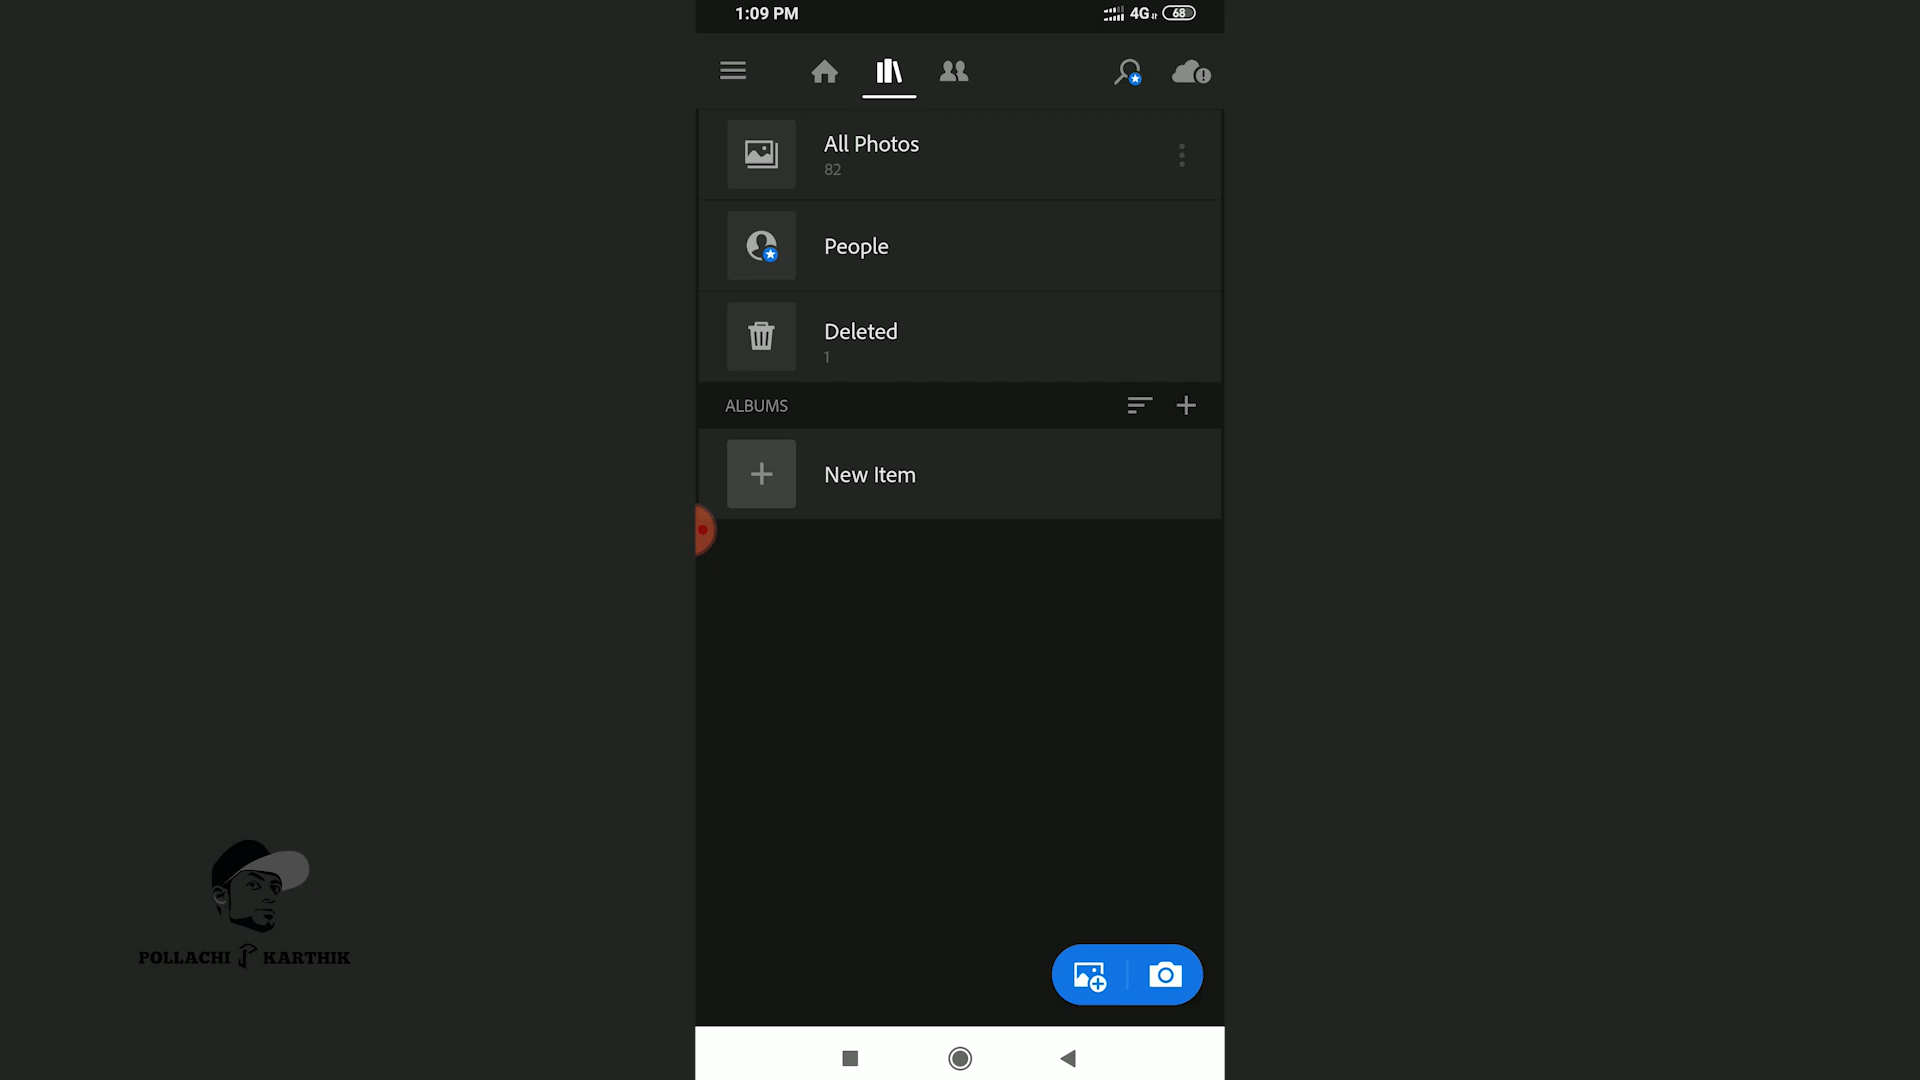 1:09 PM
4G
68
All Photos
82
People
Deleted
1
ALBUMS
New Item
POLLACHI KARTHIK